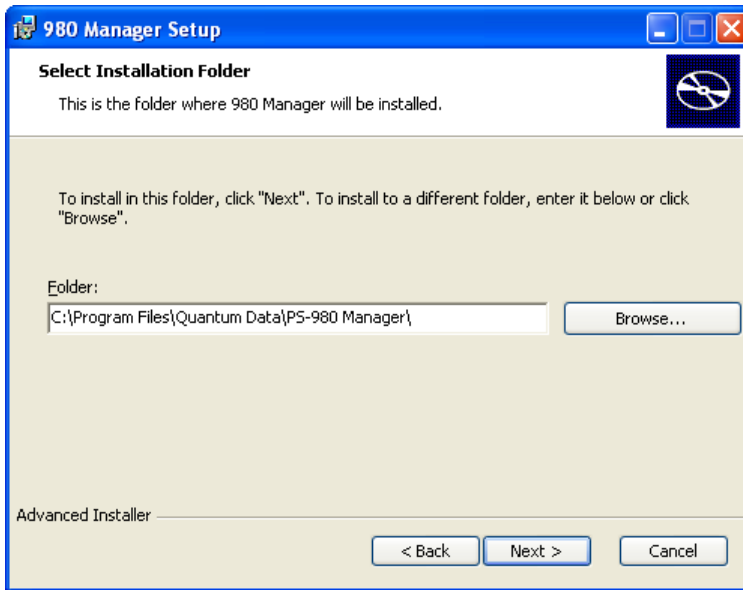 980 Manager Setup
Select Installation Folder
This is the folder where 980 Manager will be installed.
To install in this folder, click "Next". To install to a different folder, enter it below or click
"Browse".
Folder:
C:\Program Files\Quantum Data\PS-980 Manager\
Browse...
Advanced Installer
< Back
Next >
Cancel